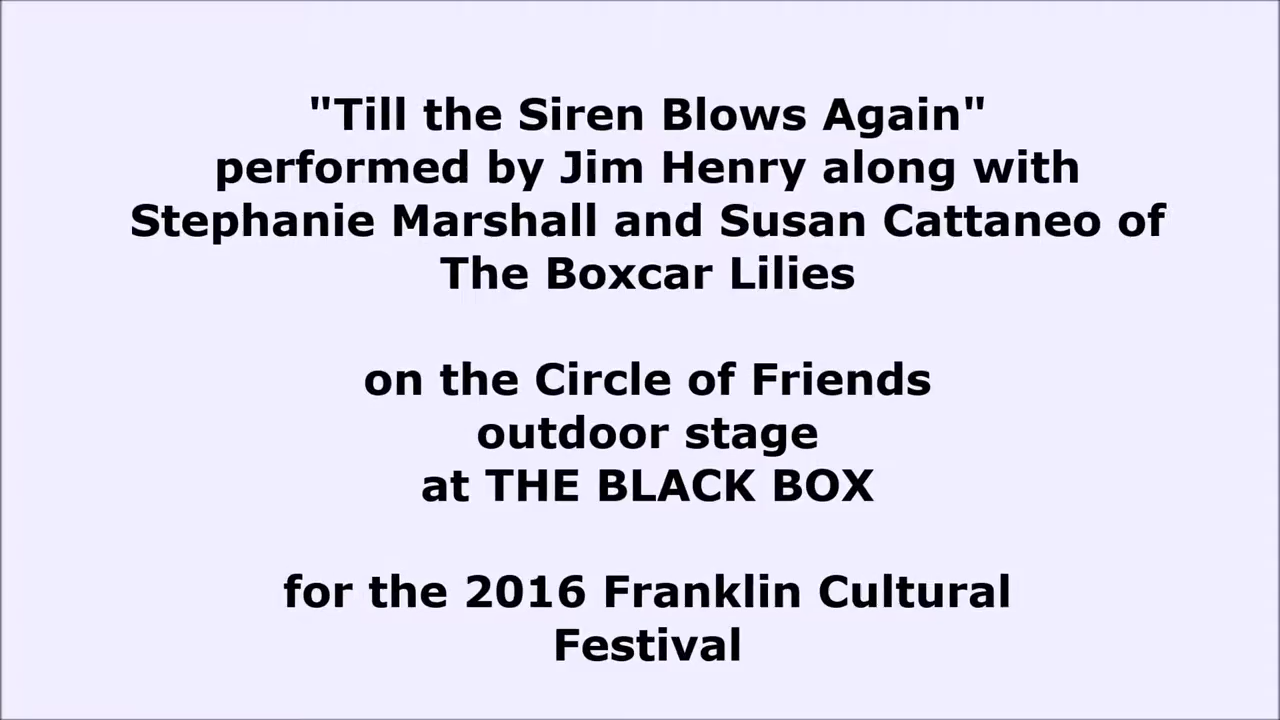 "Till the Siren Blows Again"
performed by Jim Henry along with
Stephanie Marshall and Susan Cattaneo of
The Boxcar Lilies
on the Circle of Friends
outdoor stage
at THE BLACK BOX
for the 2016 Franklin Cultural
Festival